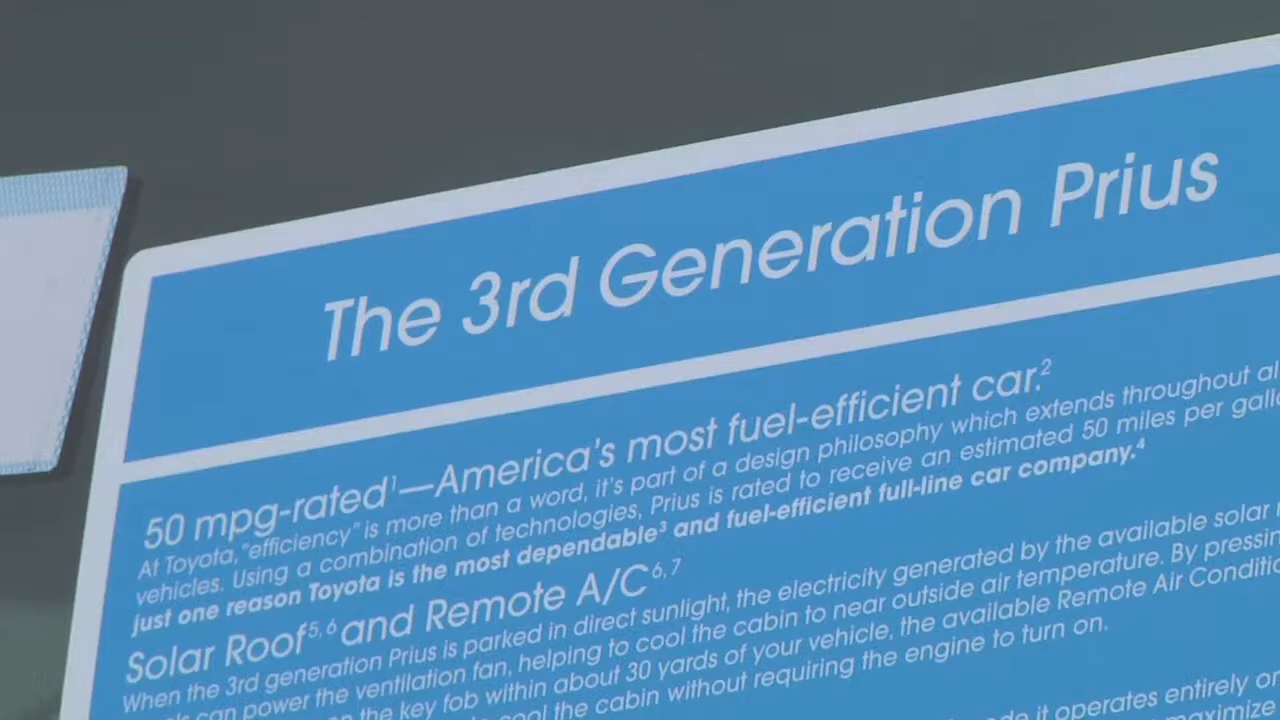 The 3rd Generation Prius
50 mpg-rated¹—America's most fuel-efficient car.²
At Toyota, "efficiency" is more than a word, it's part of a design philosophy which extends throughout
vehicles. Using a combination of technologies, Prius is rated to receive an estimated 50 miles per
just one reason Toyota is the most dependable³ and fuel-efficient full-line car company.⁴
Solar Roof⁵,⁶ and Remote A/C⁶,⁷
When the 3rd generation Prius is parked in direct sunlight, the electricity generated by the available solar
can power the ventilation fan, helping to cool the cabin to near outside air temperature. By
the key fob within about 30 yards of your vehicle, the available Remote Air
cool the cabin without requiring the engine to turn on.
it operates entirely
maximize